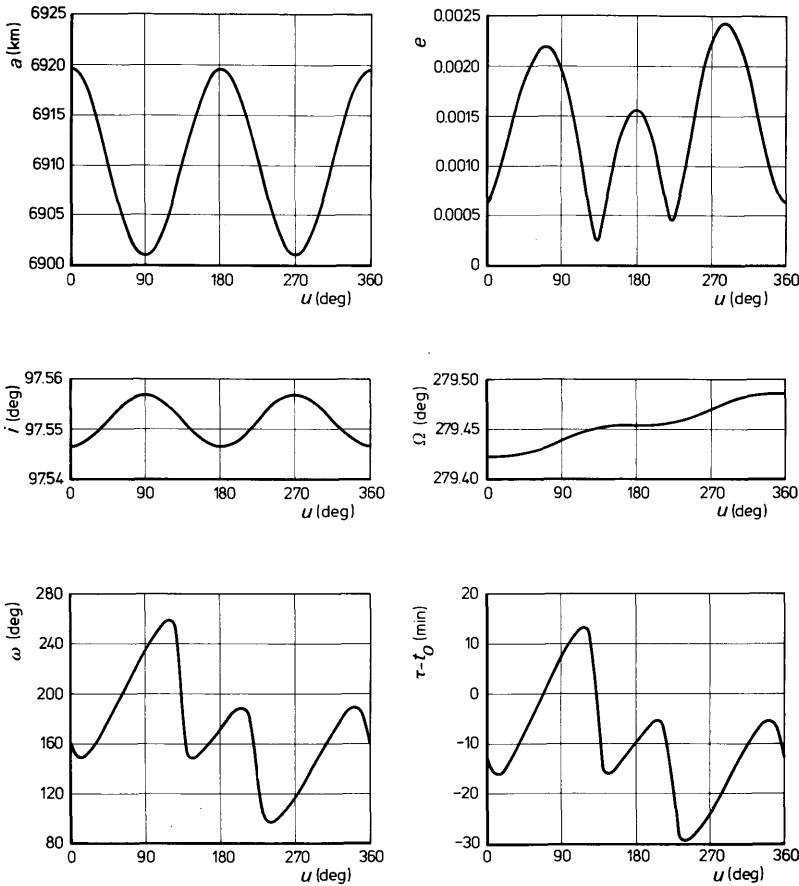 a (km)
6925
6920
6915
6910
6905
6900
0 90 180 270 360
u (deg)
e
0.0025
0.0020
0.0015
0.0010
0.0005
0
0 90 180 270 360
u (deg)
i (deg)
97.56
97.55
97.54
0 90 180 270 360
u (deg)
Ω (deg)
279.50
279.45
279.40
0 90 180 270 360
u (deg)
ω (deg)
280
240
200
160
120
80
0 90 180 270 360
u (deg)
τ-t0 (min)
20
10
0
-10
-20
-30
0 90 180 270 360
u (deg)